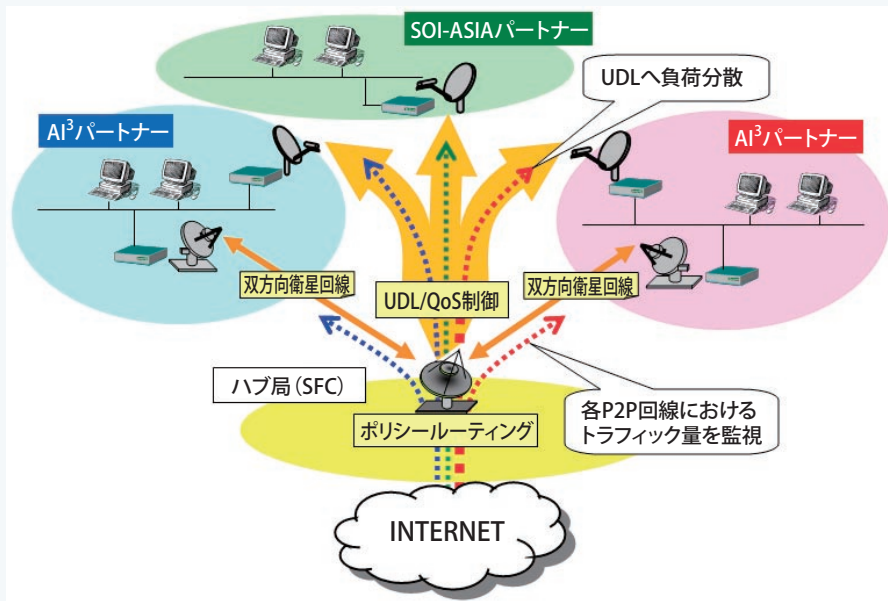 SOI-ASIAパートナー
UDLへ負荷分散
AI³パートナー
AI³パートナー
双方向衛星回線
UDL/QoS制御
双方向衛星回線
ハブ局(SFC)
ポリシールーティング
各P2P回線における
トラフィック量を監視
INTERNET